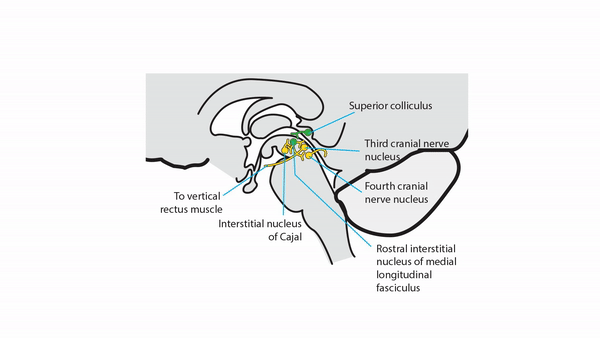 Superior colliculus
Third cranial nerve
nucleus
Fourth cranial
nerve nucleus
To vertical
rectus muscle
Interstitial nucleus
of Cajal
Rostral interstitial
nucleus of medial
longitudinal
fasciculus